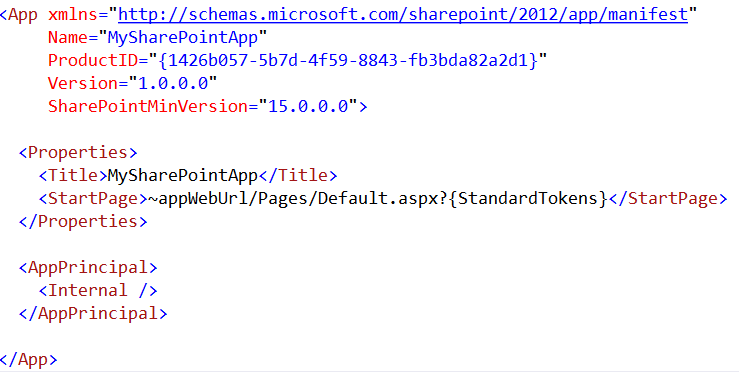 <App xmlns="http://schemas.microsoft.com/sharepoint/2012/app/manifest"
Name="MySharePointApp"
ProductID="{1426b057-5b7d-4f59-8843-fb3bda82a2d1}"
Version="1.0.0.0"
SharePointMinVersion="15.0.0.0">
<Properties>
<Title>MySharePointApp</Title>
<StartPage>~appWebUrl/Pages/Default.aspx?{StandardTokens}</StartPage>
</Properties>
<AppPrincipal>
<Internal />
</AppPrincipal>
</App>